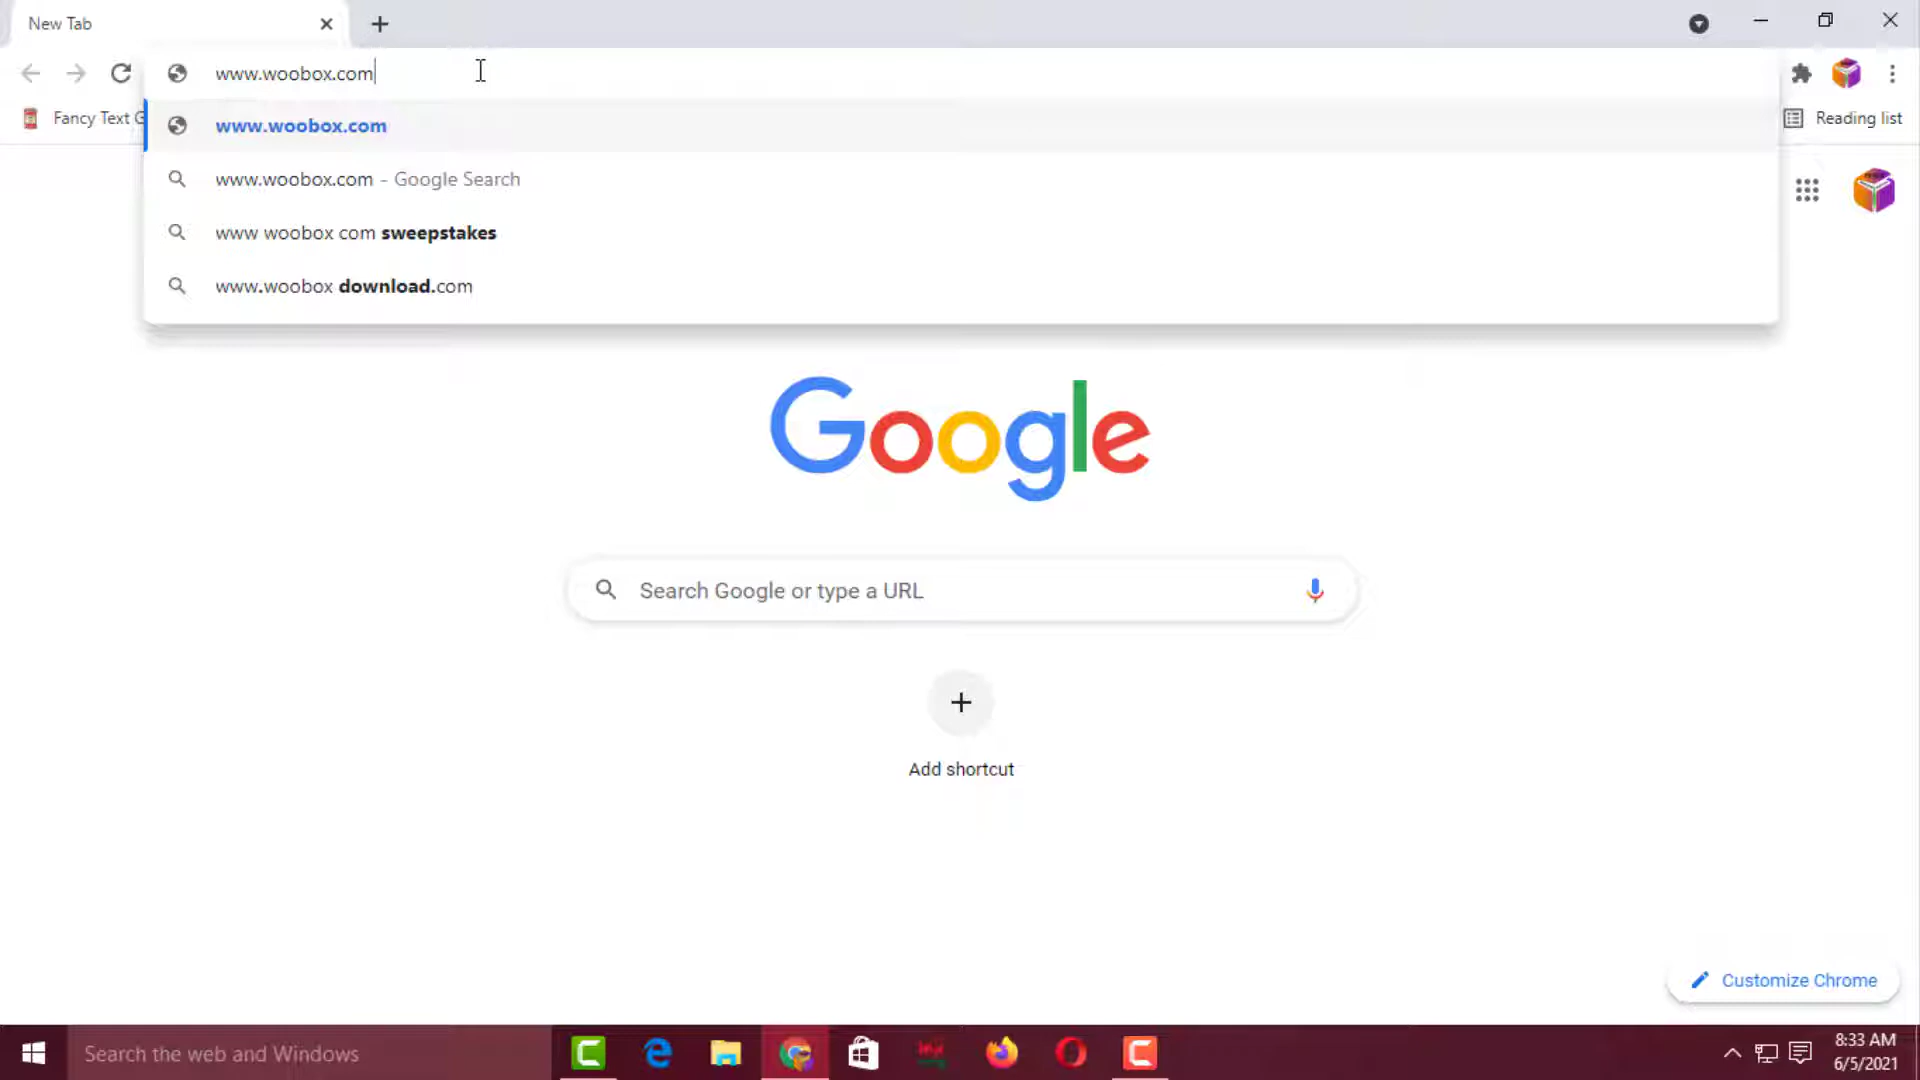 New Tab
www.woobox.com
Fancy Text G
www.woobox.com
Reading list
www.woobox.com - Google Search
www woobox com sweepstakes
www.woobox download.com
Google
Search Google or type a URL
Add shortcut
Customize Chrome
Search the web and Windows
8:33 AM
6/5/2021